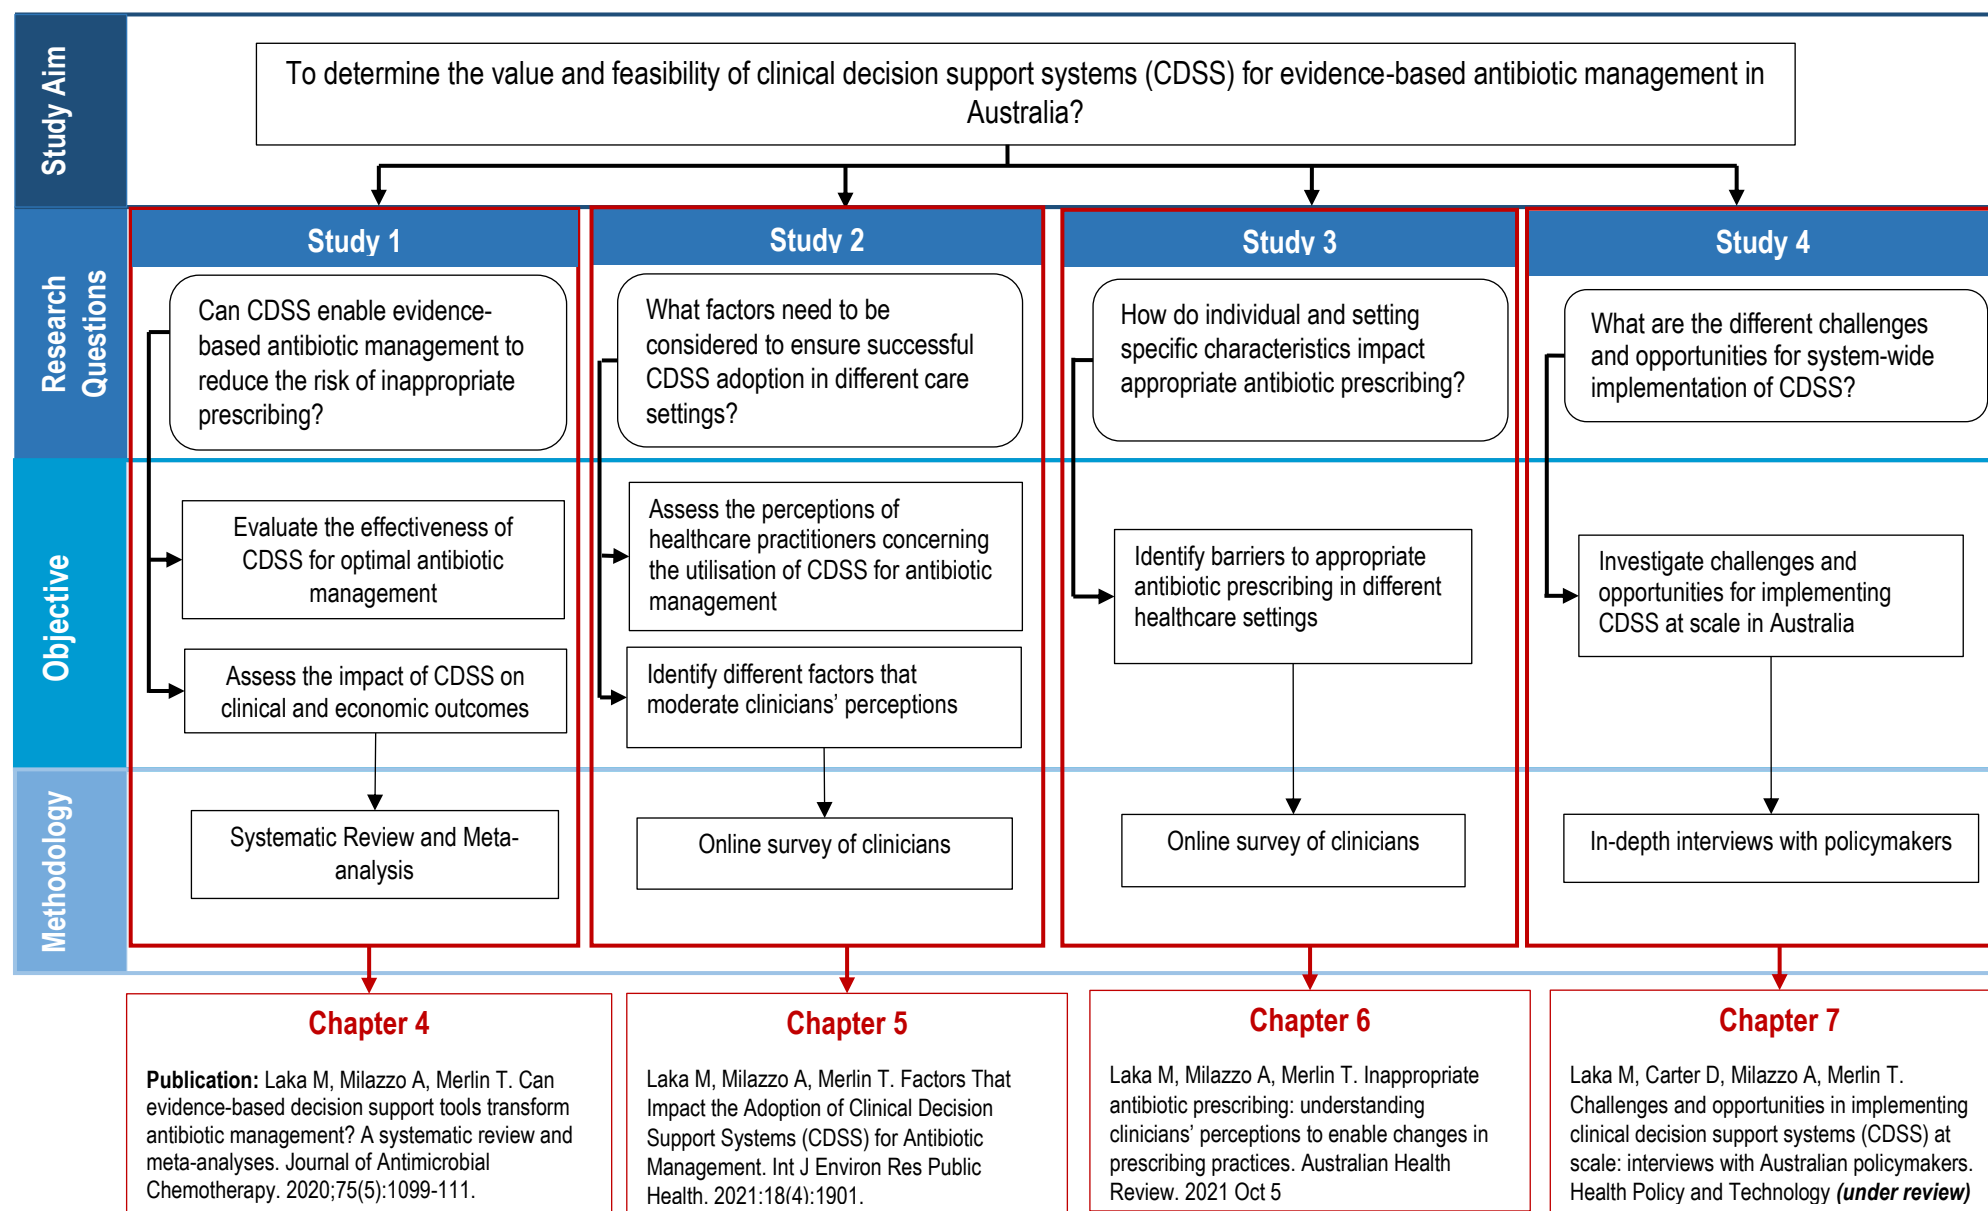 Study Aim
To determine the value and feasibility of clinical decision support systems (CDSS) for evidence-based antibiotic management in
Australia?
Research
Questions
Study 1
Can CDSS enable evidence-
based antibiotic management to
reduce the risk of inappropriate
prescribing?
Study 2
What factors need to be
considered to ensure successful
CDSS adoption in different care
settings?
Study 3
How do individual and setting
specific characteristics impact
appropriate antibiotic prescribing?
Study 4
What are the different challenges
and opportunities for system-wide
implementation of CDSS?
Objective
Evaluate the effectiveness of
CDSS for optimal antibiotic
management
Assess the impact of CDSS on
clinical and economic outcomes
Assess the perceptions of
healthcare practitioners concerning
the utilisation of CDSS for antibiotic
management
Identify different factors that
moderate clinicians’ perceptions
Identify barriers to appropriate
antibiotic prescribing in different
healthcare settings
Investigate challenges and
opportunities for implementing
CDSS at scale in Australia
Methodology
Systematic Review and Meta-
analysis
Online survey of clinicians
Online survey of clinicians
In-depth interviews with policymakers
Chapter 4
Publication: Laka M, Milazzo A, Merlin T. Can
evidence-based decision support tools transform
antibiotic management? A systematic review and
meta-analyses. Journal of Antimicrobial
Chemotherapy. 2020;75(5):1099-111.
Chapter 5
Laka M, Milazzo A, Merlin T. Factors That
Impact the Adoption of Clinical Decision
Support Systems (CDSS) for Antibiotic
Management. Int J Environ Res Public
Health. 2021;18(4):1901.
Chapter 6
Laka M, Milazzo A, Merlin T. Inappropriate
antibiotic prescribing: understanding
clinicians’ perceptions to enable changes in
prescribing practices. Australian Health
Review. 2021 Oct 5
Chapter 7
Laka M, Carter D, Milazzo A, Merlin T.
Challenges and opportunities in implementing
clinical decision support systems (CDSS) at
scale: interviews with Australian policymakers.
Health Policy and Technology (under review)